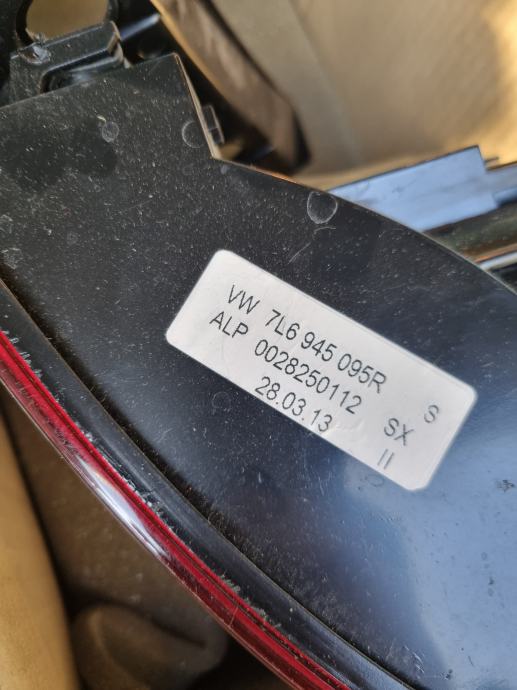 VW 7L6 945 095R S
ALP 0028250112 SX
28.03.13 II